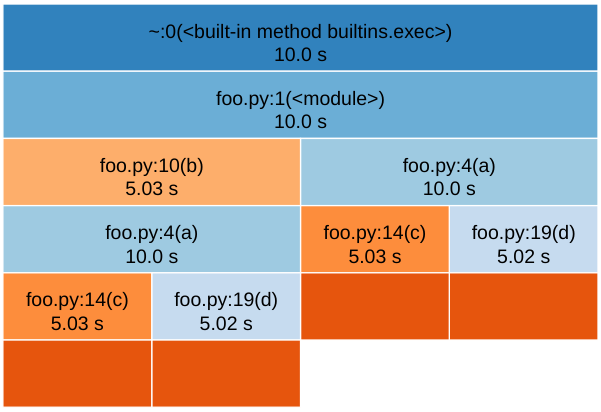 ~:0(<built-in method builtins.exec>)
10.0 s
foo.py:1(<module>)
10.0 s
foo.py:10(b)
5.03 s
foo.py:4(a)
10.0 s
foo.py:4(a)
10.0 s
foo.py:14(c)
5.03 s
foo.py:19(d)
5.02 s
foo.py:14(c)
5.03 s
foo.py:19(d)
5.02 s